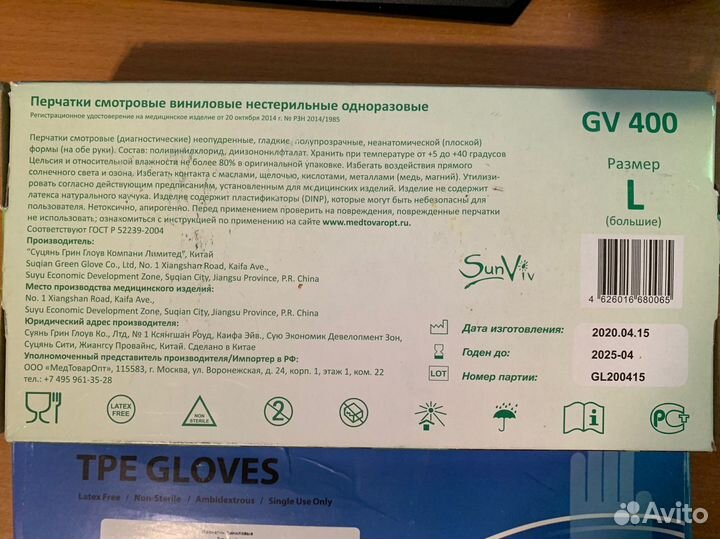 Перчатки смотровые виниловые нестерильные одноразовые
Регистрационное удостоверение на медицинское изделие от 20 октября 2014 г. № РЗН 2014/1985
GV 400
Размер
L
(большие)
Перчатки смотровые (диагностические) неопудренные, гладкие, полупрозрачные, неанатомической (плоской)
формы (на обе руки). Состав: поливинилхлорид, диизононилфталат. Хранить при температуре от +5 до +40 градусов
Цельсия и относительной влажности не более 80% в оригинальной упаковке. Избегать воздействия прямого
солнечного света и озона. Избегать контакта с маслами, щелочью, кислотами, металлами (медь, магний). Утилизи-
ровать согласно действующим предписаниям, установленным для медицинских изделий. Изделие не содержит
латекса натурального каучука. Изделие содержит пластификаторы (DINP), которые могут быть небезопасны для
Нетоксично, апирогенно. Перед применением проверить на повреждения, поврежденные перчатки
не использовать; ознакомиться с инструкцией по применению на www.medtovaropt.ru.
Соответствуют ГОСТ Р 52239-2004
Производитель:
"Суцянь Грин Глоув Компани Лимитед", Китай
Suqian Green Glove Co., Ltd, No. 1 Xiangshan Road, Kaifa Ave.,
Suyu Economic Development Zone, Suqian City, Jiangsu Province, P.R. China
Место производства медицинского изделия:
No. 1 Xiangshan Road, Kaifa Ave.,
Suyu Economic Development Zone, Suqian City, Jiangsu Province, P.R. China
Юридический адрес производителя:
Суянь Грин Глоув Ко., Лтд, № 1 Ксянгшан Роуд, Каифа Эйв., Сую Экономик Девелопмент Зон,
Суцянь Сити, Жиангсу Провайнс, Китай. Сделано в Китае
Уполномоченный представитель производителя/Импортер в РФ:
ООО «МедТоварОпт», 115583, г. Москва, ул. Воронежская, д. 24, корп. 1, этаж 1, ком. 22
тел.: +7 495 961-35-28
SunViv
4 626016 680065
Дата изготовления: 2020.04.15
Годен до: 2025-04
LOT Номер партии: GL200415
LATEX FREE
NON STERILE
2
i
РСТ
TPE GLOVES
Latex Free / Non-Sterile / Ambidextrous / Single Use Only
Avito